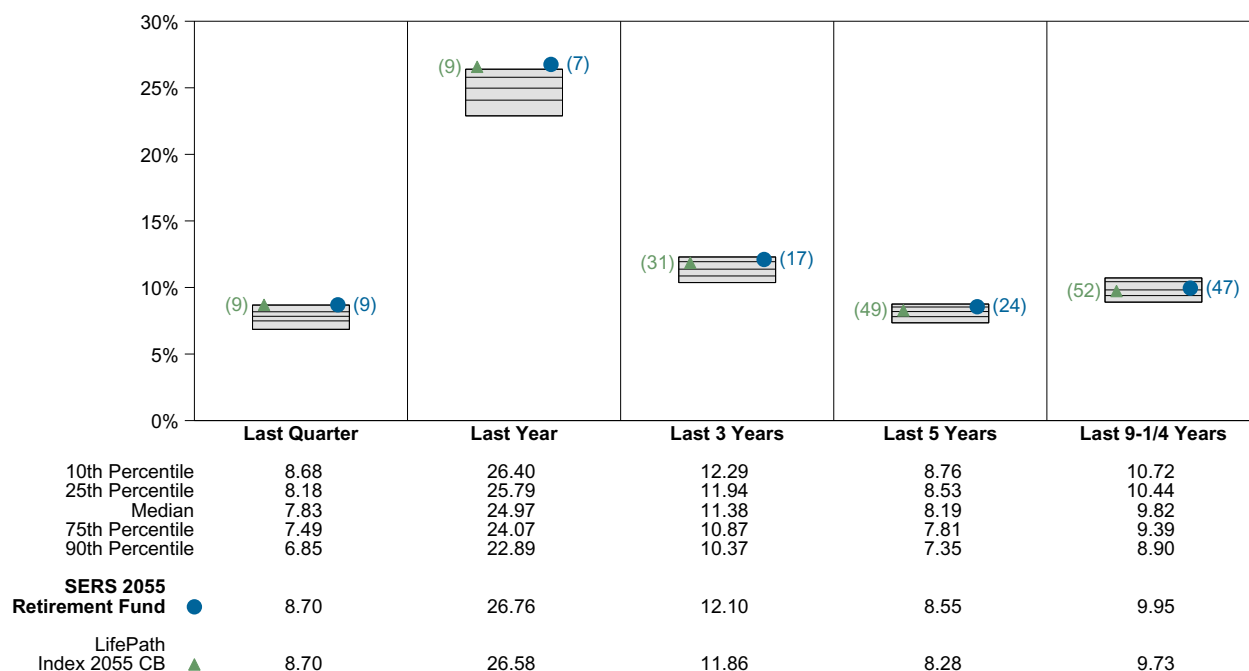 30%
25%
20%
15%
10%
5%
0%
(9) (9)
(9) (7)
(31) (17)
(49) (24)
(52) (47)
Last Quarter Last Year Last 3 Years Last 5 Years Last 9-1/4 Years
10th Percentile 8.68 26.40 12.29 8.76 10.72
25th Percentile 8.18 25.79 11.94 8.53 10.44
Median 7.83 24.97 11.38 8.19 9.82
75th Percentile 7.49 24.07 10.87 7.81 9.39
90th Percentile 6.85 22.89 10.37 7.35 8.90
SERS 2055
Retirement Fund 8.70 26.76 12.10 8.55 9.95
LifePath
Index 2055 CB 8.70 26.58 11.86 8.28 9.73